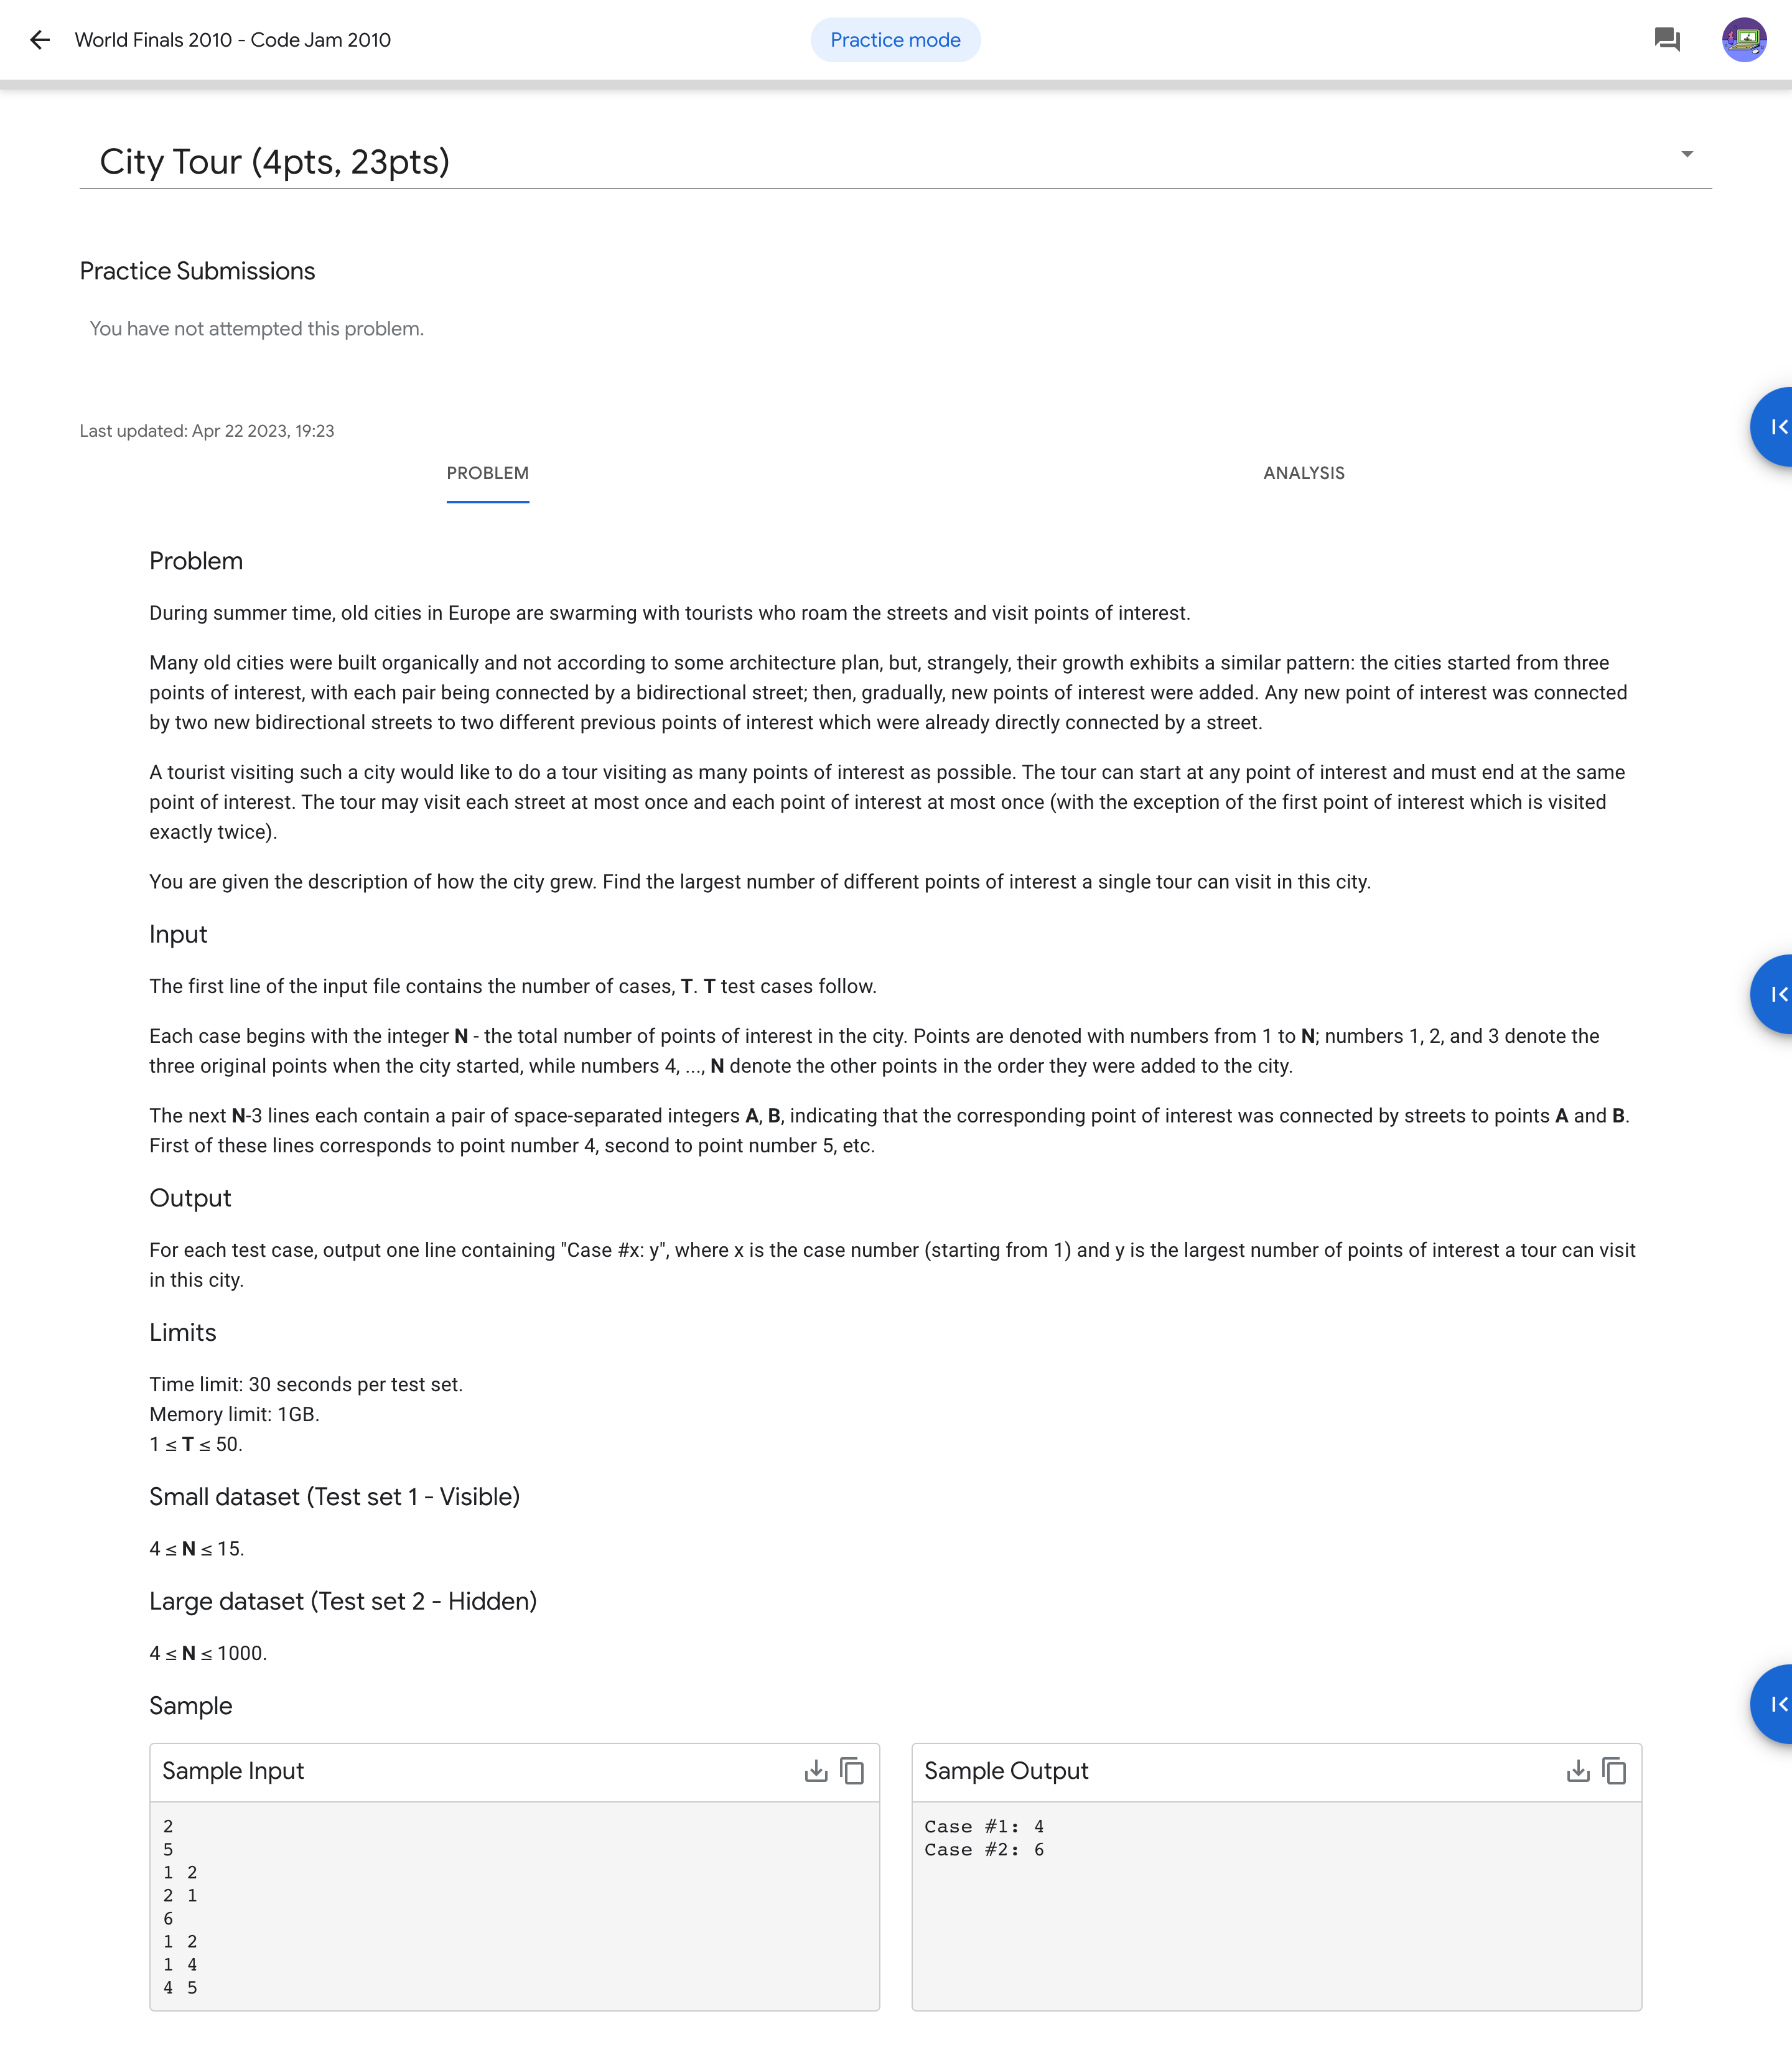 World Finals 2010 - Code Jam 2010
Practice mode
City Tour (4pts, 23pts)
Practice Submissions
You have not attempted this problem.
Last updated: Apr 22 2023, 19:23
PROBLEM
ANALYSIS
Problem
During summer time, old cities in Europe are swarming with tourists who roam the streets and visit points of interest.
Many old cities were built organically and not according to some architecture plan, but, strangely, their growth exhibits a similar pattern: the cities started from three
points of interest, with each pair being connected by a bidirectional street; then, gradually, new points of interest were added. Any new point of interest was connected
by two new bidirectional streets to two different previous points of interest which were already directly connected by a street.
A tourist visiting such a city would like to do a tour visiting as many points of interest as possible. The tour can start at any point of interest and must end at the same
point of interest. The tour may visit each street at most once and each point of interest at most once (with the exception of the first point of interest which is visited
exactly twice).
You are given the description of how the city grew. Find the largest number of different points of interest a single tour can visit in this city.
Input
The first line of the input file contains the number of cases, T. T test cases follow.
Each case begins with the integer N - the total number of points of interest in the city. Points are denoted with numbers from 1 to N; numbers 1, 2, and 3 denote the
three original points when the city started, while numbers 4, ..., N denote the other points in the order they were added to the city.
The next N-3 lines each contain a pair of space-separated integers A, B, indicating that the corresponding point of interest was connected by streets to points A and B.
First of these lines corresponds to point number 4, second to point number 5, etc.
Output
For each test case, output one line containing "Case #x: y", where x is the case number (starting from 1) and y is the largest number of points of interest a tour can visit
in this city.
Limits
Time limit: 30 seconds per test set.
Memory limit: 1GB.
1 ≤ T ≤ 50.
Small dataset (Test set 1 - Visible)
4 ≤ N ≤ 15.
Large dataset (Test set 2 - Hidden)
4 ≤ N ≤ 1000.
Sample
Sample Input
2
5
1 2
2 1
6
1 2
1 4
4 5
Sample Output
Case #1: 4
Case #2: 6